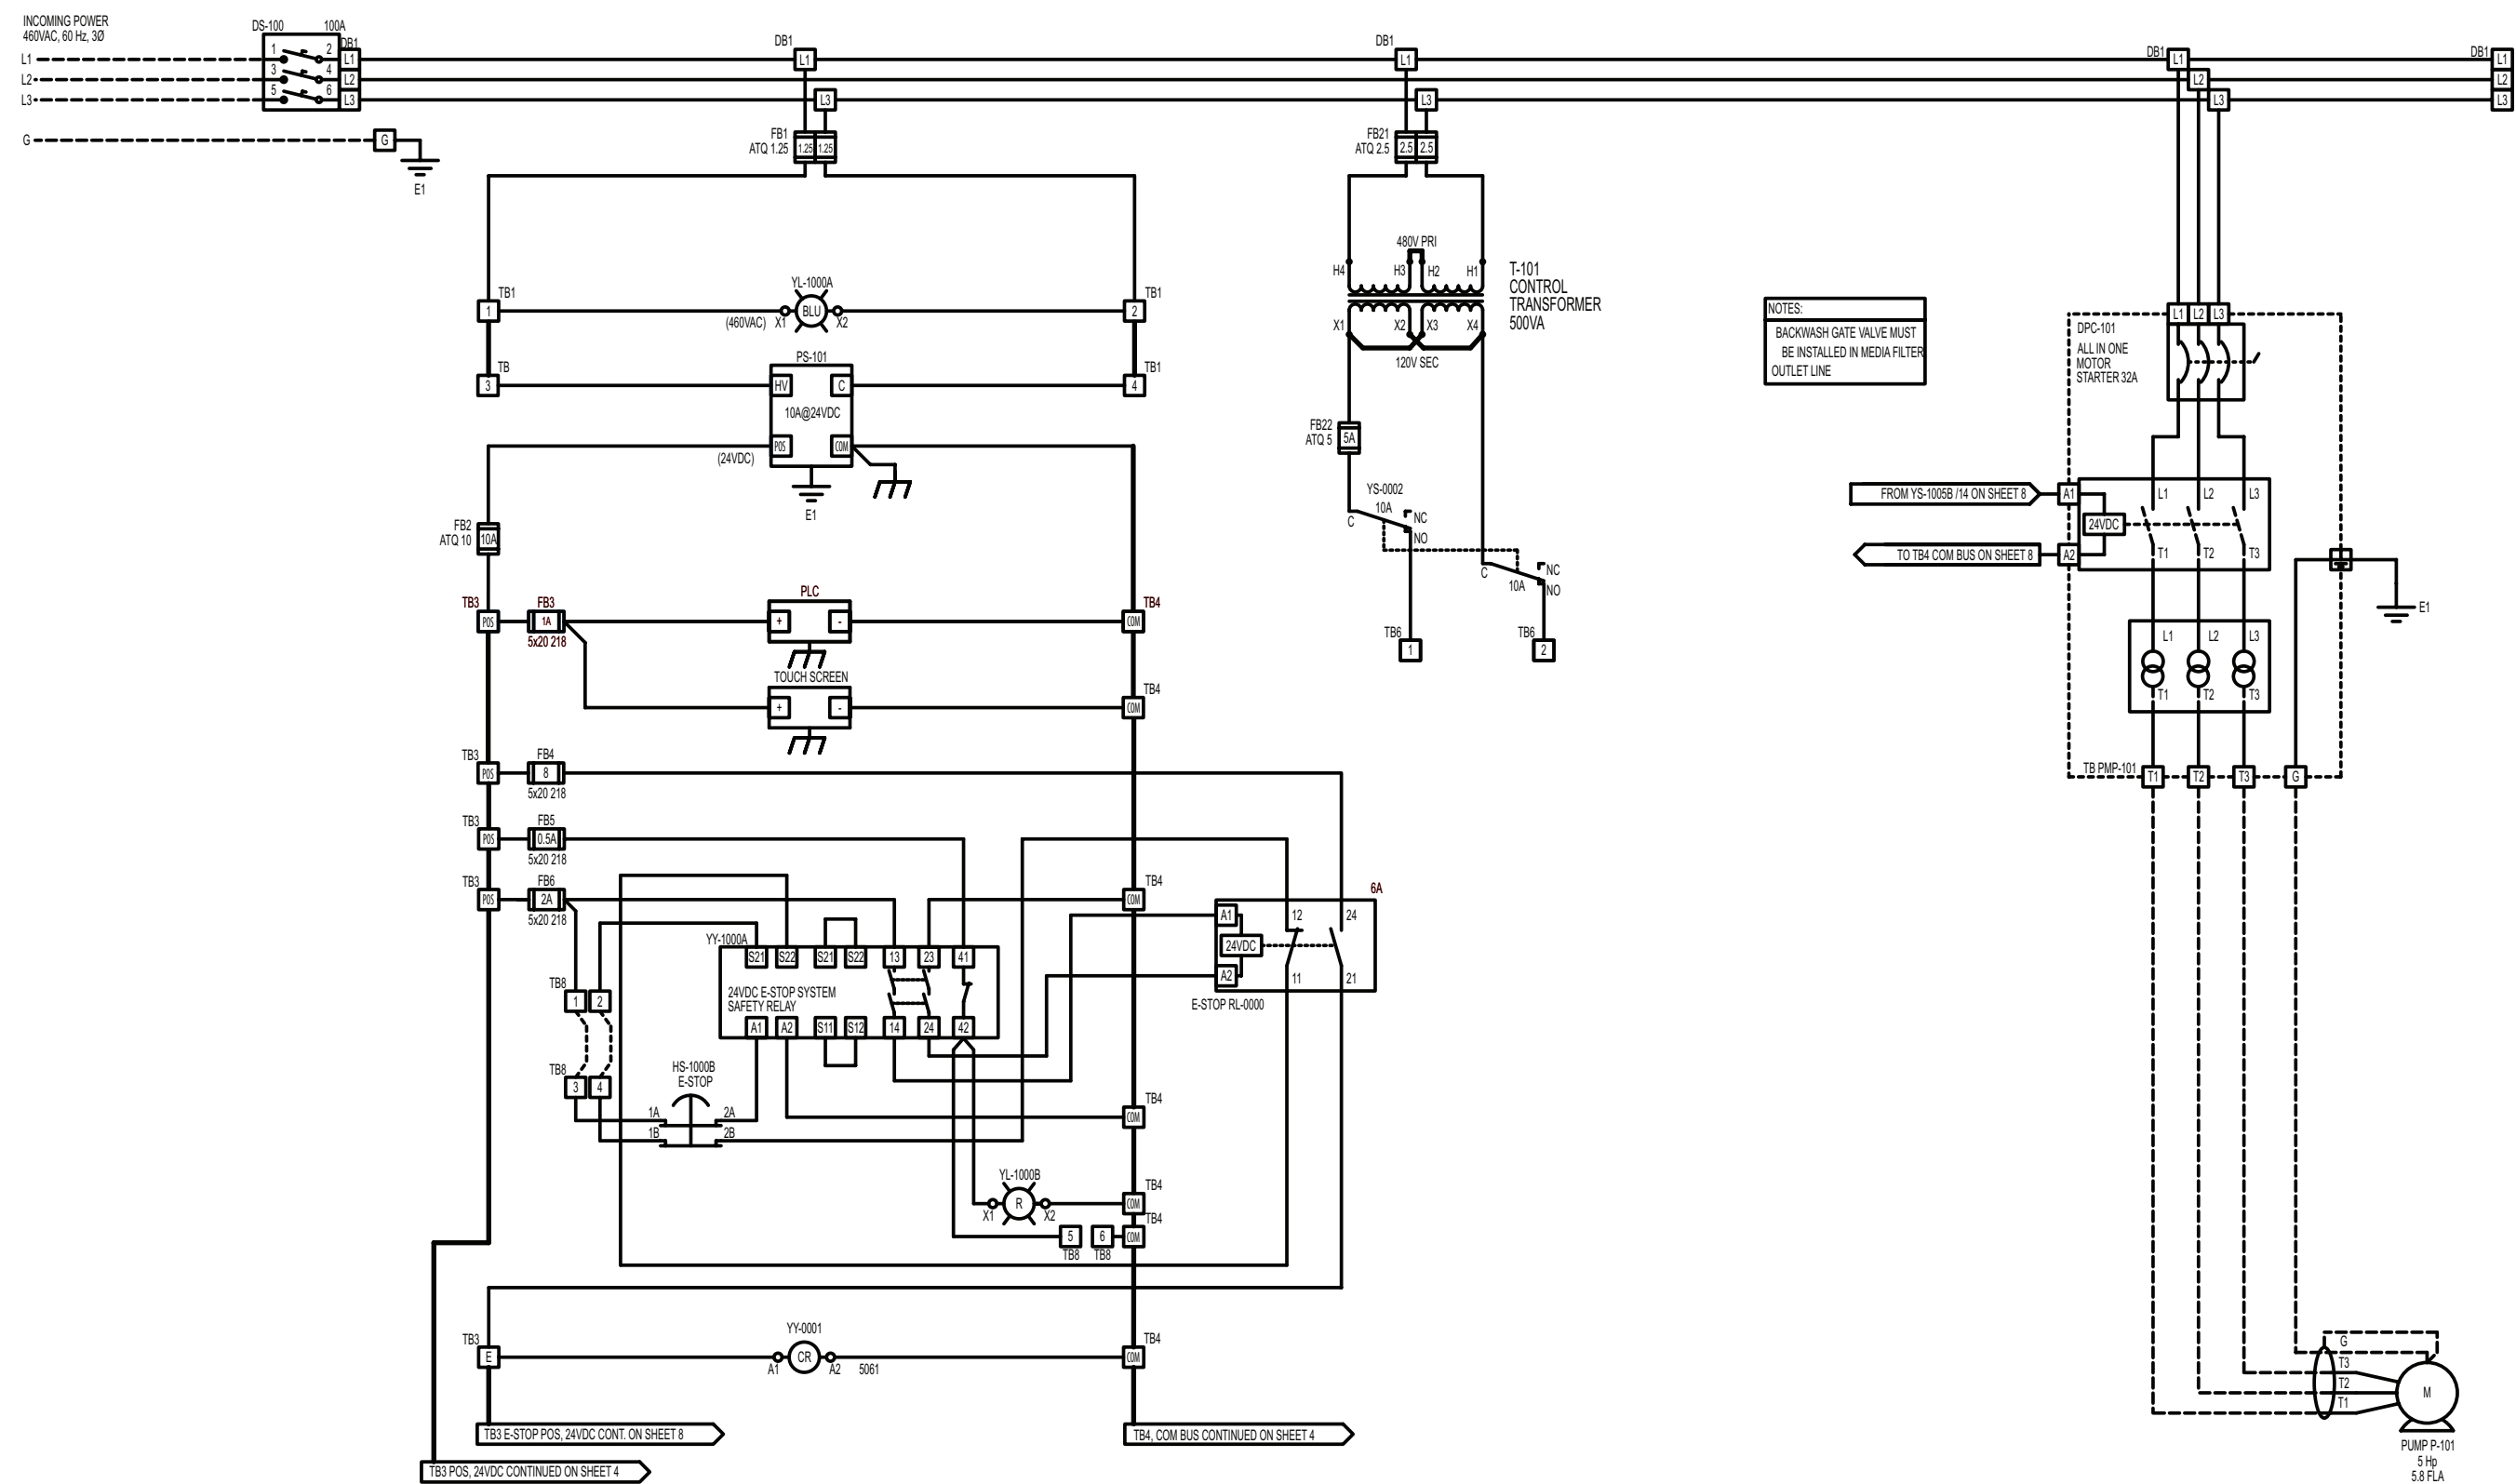 INCOMING POWER
460VAC, 60 Hz, 3Ø
DS-100 100A
1 2
3 4
5 6
L1
L2
L3
G
DB1
L1
L2
L3
G
E1
DB1
L1
L3
FB1
ATQ 1.25
1.25 1.25
DB1
L1
L3
FB21
ATQ 2.5
2.5 2.5
DB1
L1
L2
L3
DB1
L1
L2
L3
YL-1000A
TB1
1
(460VAC) X1 BLU X2
TB1
2
TB
3
PS-101
HV C
10A@24VDC
POS COM
(24VDC)
E1
TB1
4
FB2
ATQ 10
10A
TB3
POS
FB3
1A
5x20 218
PLC
+ -
TB4
COM
TOUCH SCREEN
+ -
TB4
COM
TB3
POS
FB4
8
5x20 218
TB3
POS
FB5
0.5A
5x20 218
TB3
POS
FB6
2A
5x20 218
TB4
COM
YY-1000A
S21 S22 S21 S22 13 23 41
24VDC E-STOP SYSTEM
SAFETY RELAY
A1 A2 S11 S12 14 24 42
TB8
1 2
TB8
3 4
HS-1000B
E-STOP
1A 2A
1B 2B
TB4
COM
YL-1000B
X1 R X2
TB4
COM
TB4
COM
5 6
TB8 TB8
6A
A1 12 24
24VDC
A2 11 21
E-STOP RL-0000
TB3
E
YY-0001
A1 CR A2 5061
TB4
COM
TB3 E-STOP POS, 24VDC CONT. ON SHEET 8
TB4, COM BUS CONTINUED ON SHEET 4
TB3 POS, 24VDC CONTINUED ON SHEET 4
480V PRI
H4 H3 H2 H1
X1 X2 X3 X4
120V SEC
T-101
CONTROL
TRANSFORMER
500VA
FB22
ATQ 5
5A
YS-0002
10A
C NC
NO
C NC
10A NO
TB6
1
TB6
2
NOTES:
BACKWASH GATE VALVE MUST
BE INSTALLED IN MEDIA FILTER
OUTLET LINE
L1 L2 L3
DPC-101
ALL IN ONE
MOTOR
STARTER 32A
FROM YS-1005B /14 ON SHEET 8
A1
L1 L2 L3
24VDC
TO TB4 COM BUS ON SHEET 8
A2
T1 T2 T3
E1
L1 L2 L3
T1 T2 T3
TB PMP-101
T1 T2 T3 G
G
T3
T2
T1
M
PUMP P-101
5 Hp
5.8 FLA